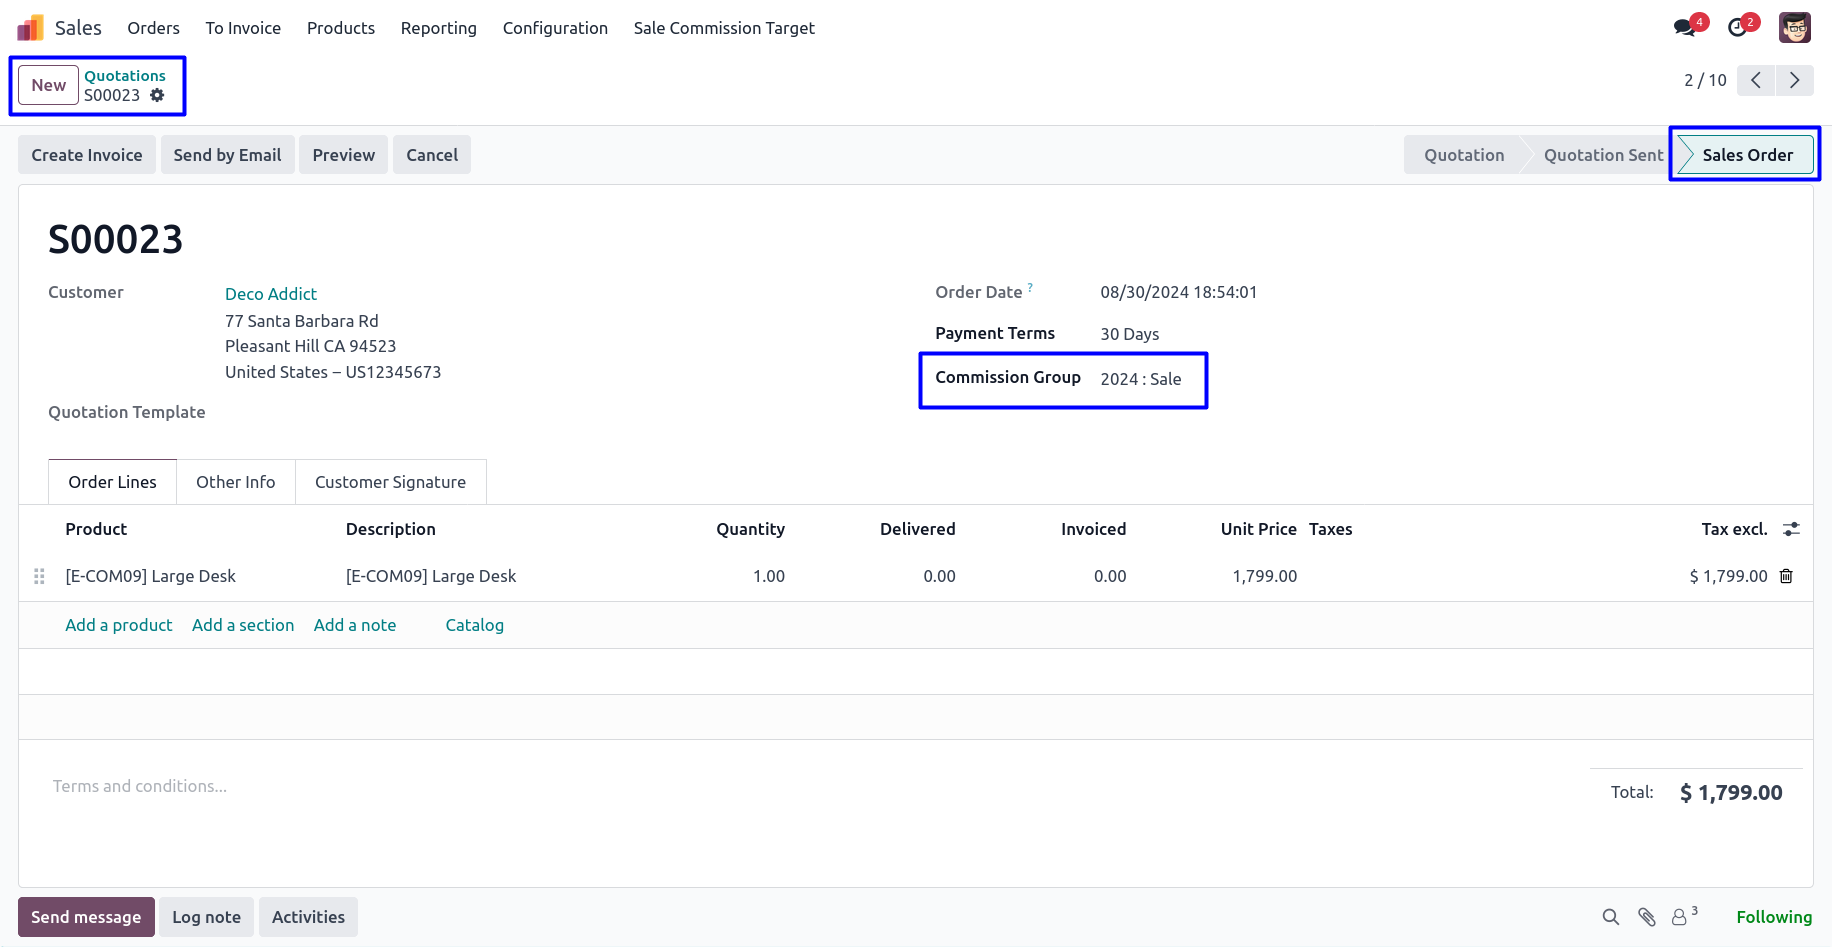 Sales Orders To Invoice Products Reporting Configuration Sale Commission Target 4 2
New Quotations
S00023
2 / 10
Create Invoice Send by Email Preview Cancel Quotation Quotation Sent Sales Order
S00023
Customer Deco Addict
77 Santa Barbara Rd
Pleasant Hill CA 94523
United States – US12345673
Quotation Template
Order Date ? 08/30/2024 18:54:01
Payment Terms 30 Days
Commission Group 2024 : Sale
Order Lines Other Info Customer Signature
Product Description Quantity Delivered Invoiced Unit Price Taxes Tax excl.
[E-COM09] Large Desk [E-COM09] Large Desk 1.00 0.00 0.00 1,799.00 $ 1,799.00
Add a product Add a section Add a note Catalog
Terms and conditions...
Total: $ 1,799.00
Send message Log note Activities 3 Following